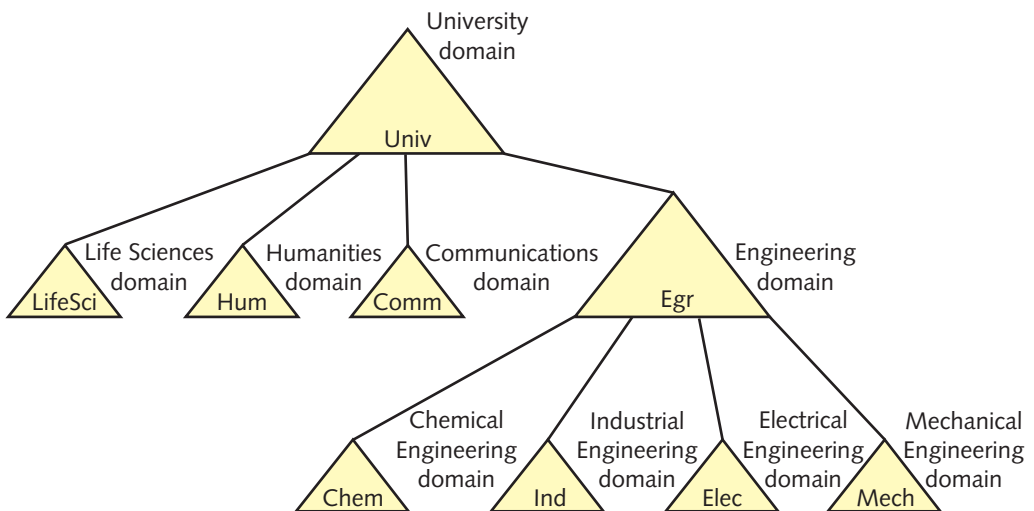 University
domain
Univ
Life Sciences
domain
LifeSci
Humanities
domain
Hum
Communications
domain
Comm
Engineering
domain
Egr
Chemical
Engineering
domain
Chem
Industrial
Engineering
domain
Ind
Electrical
Engineering
domain
Elec
Mechanical
Engineering
domain
Mech